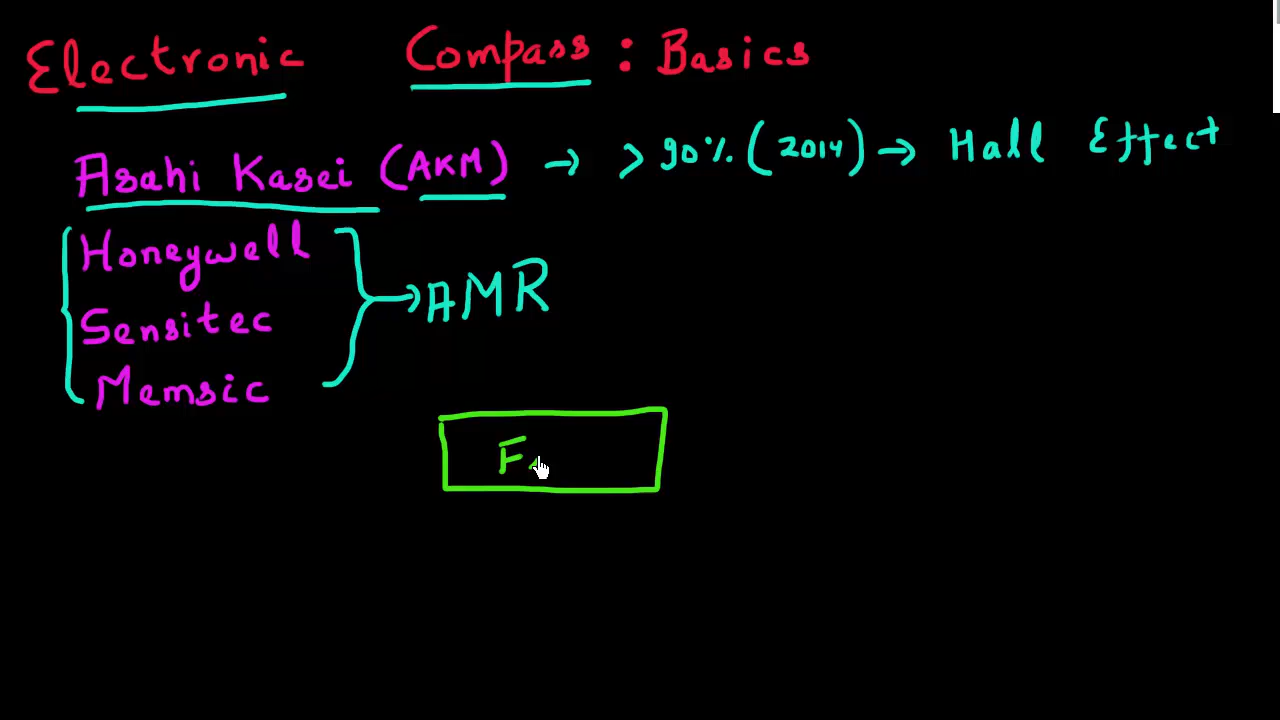 Electronic Compass : Basics
Asahi Kasei (AKM) → > 90% (2014) → Hall Effect
Honeywell
Sensitec
Memsic
→ AMR
F